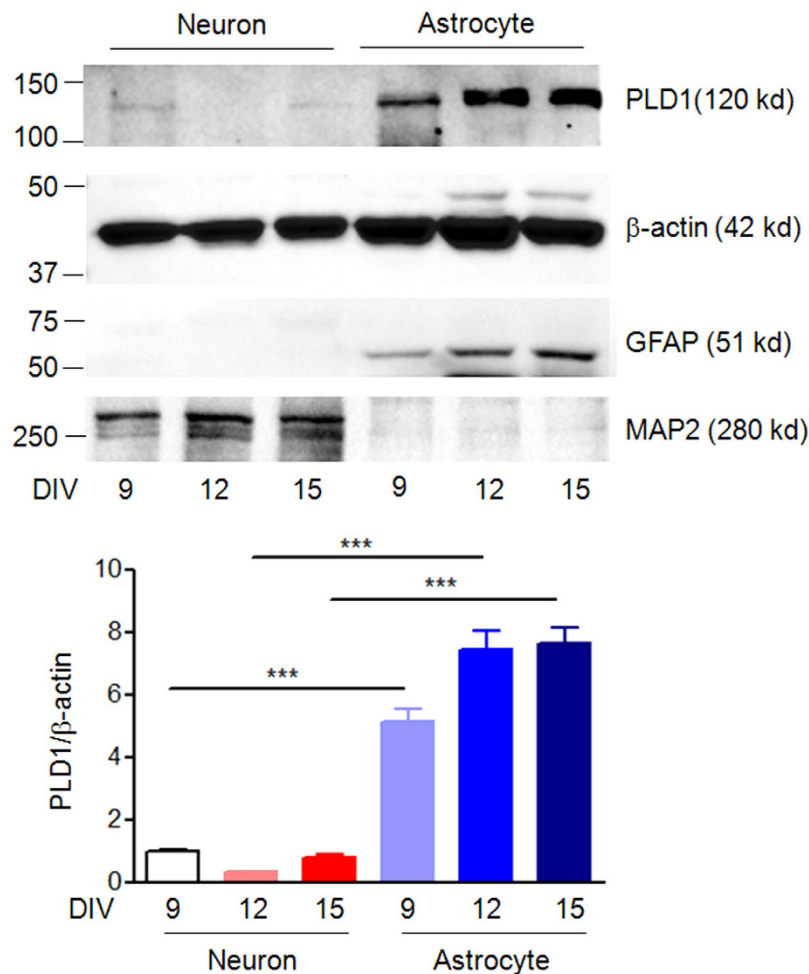 Neuron Astrocyte
150
100
PLD1(120 kd)
50
37
β-actin (42 kd)
75
50
GFAP (51 kd)
250
MAP2 (280 kd)
DIV 9 12 15 9 12 15
***
***
***
10
8
6
4
2
0
PLD1/β-actin
DIV 9 12 15 9 12 15
Neuron Astrocyte